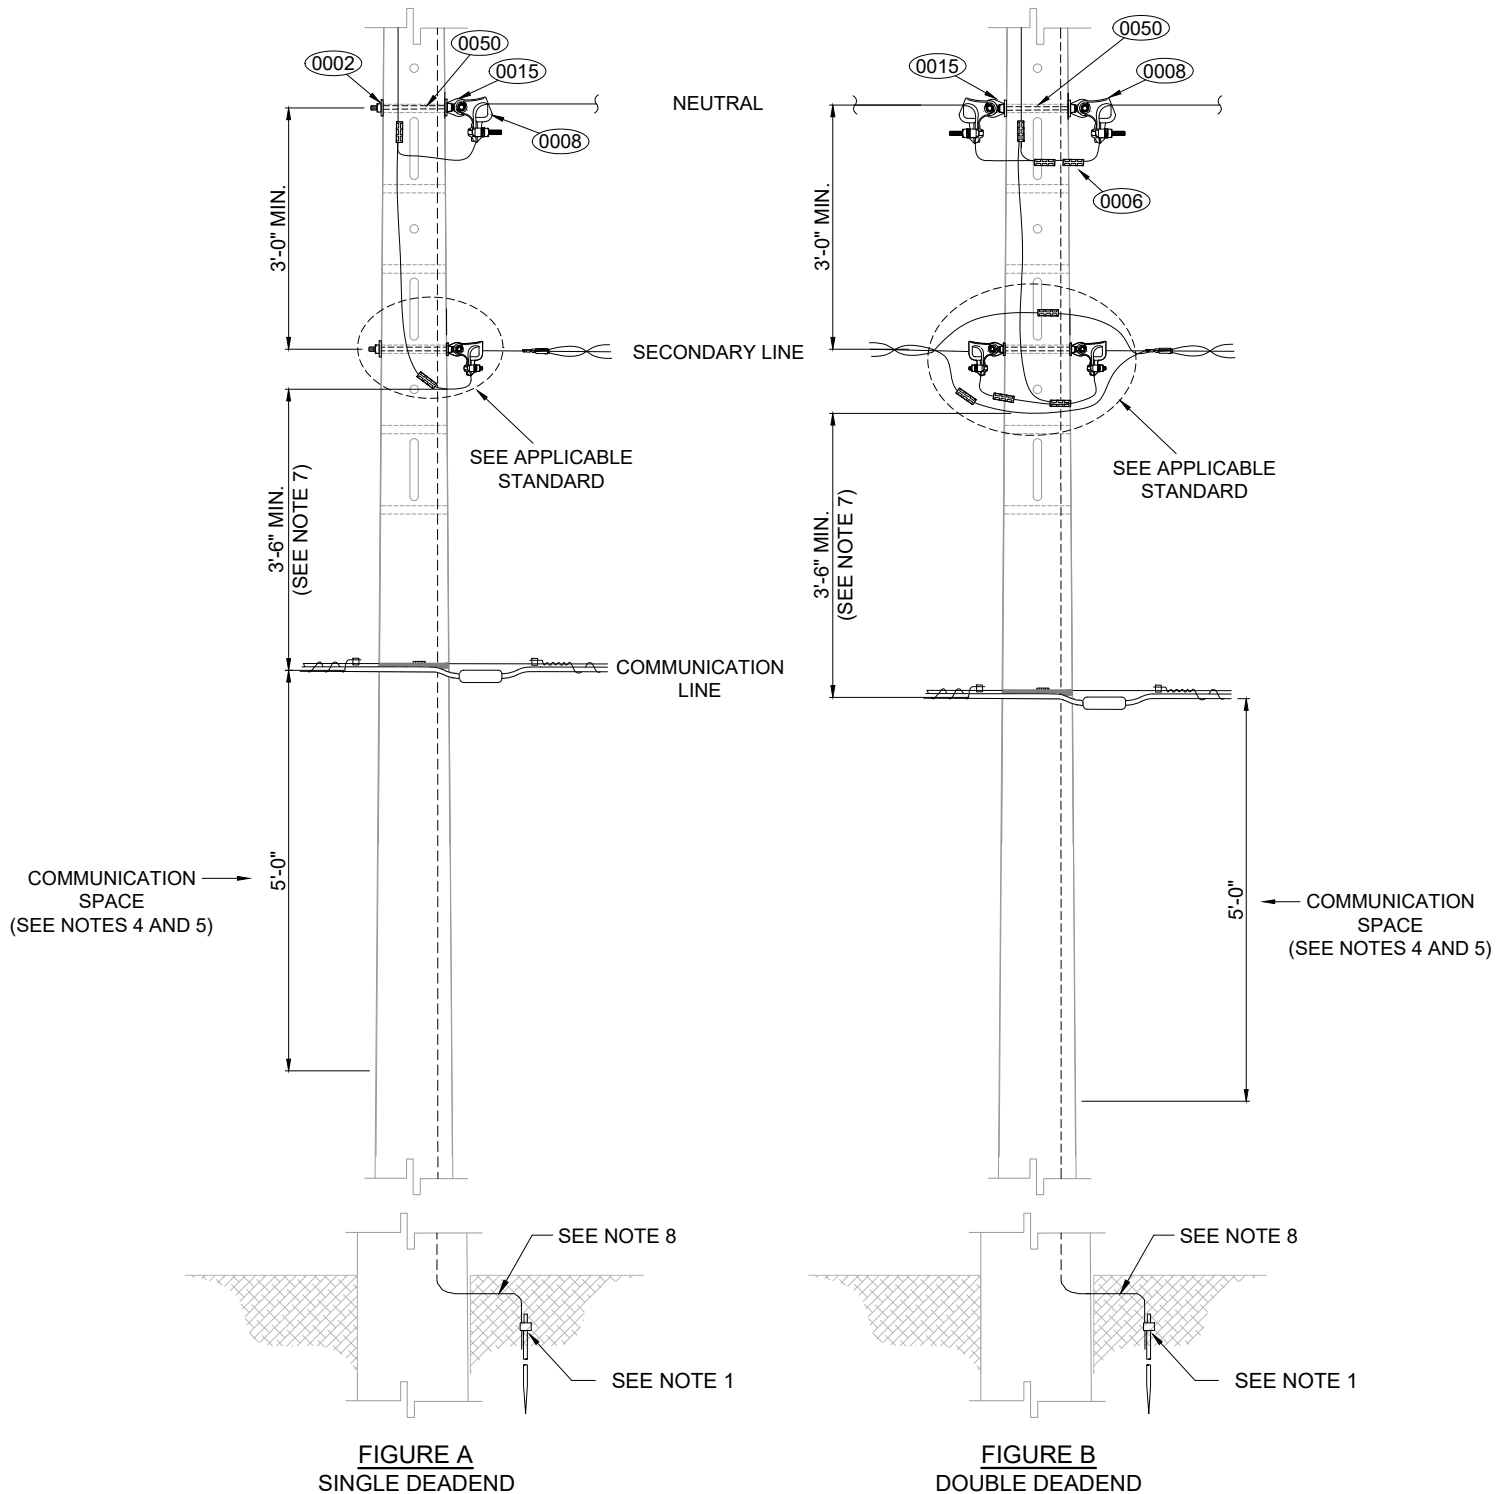 0050
0050
0002
0015
0015
0008
NEUTRAL
0008
0006
3'-0" MIN.
3'-0" MIN.
SECONDARY LINE
SEE APPLICABLE
STANDARD
SEE APPLICABLE
STANDARD
3'-6" MIN.
(SEE NOTE 7)
3'-6" MIN.
(SEE NOTE 7)
COMMUNICATION
LINE
COMMUNICATION
SPACE
(SEE NOTES 4 AND 5)
5'-0"
5'-0"
COMMUNICATION
SPACE
(SEE NOTES 4 AND 5)
SEE NOTE 8
SEE NOTE 8
SEE NOTE 1
SEE NOTE 1
FIGURE A
SINGLE DEADEND
FIGURE B
DOUBLE DEADEND